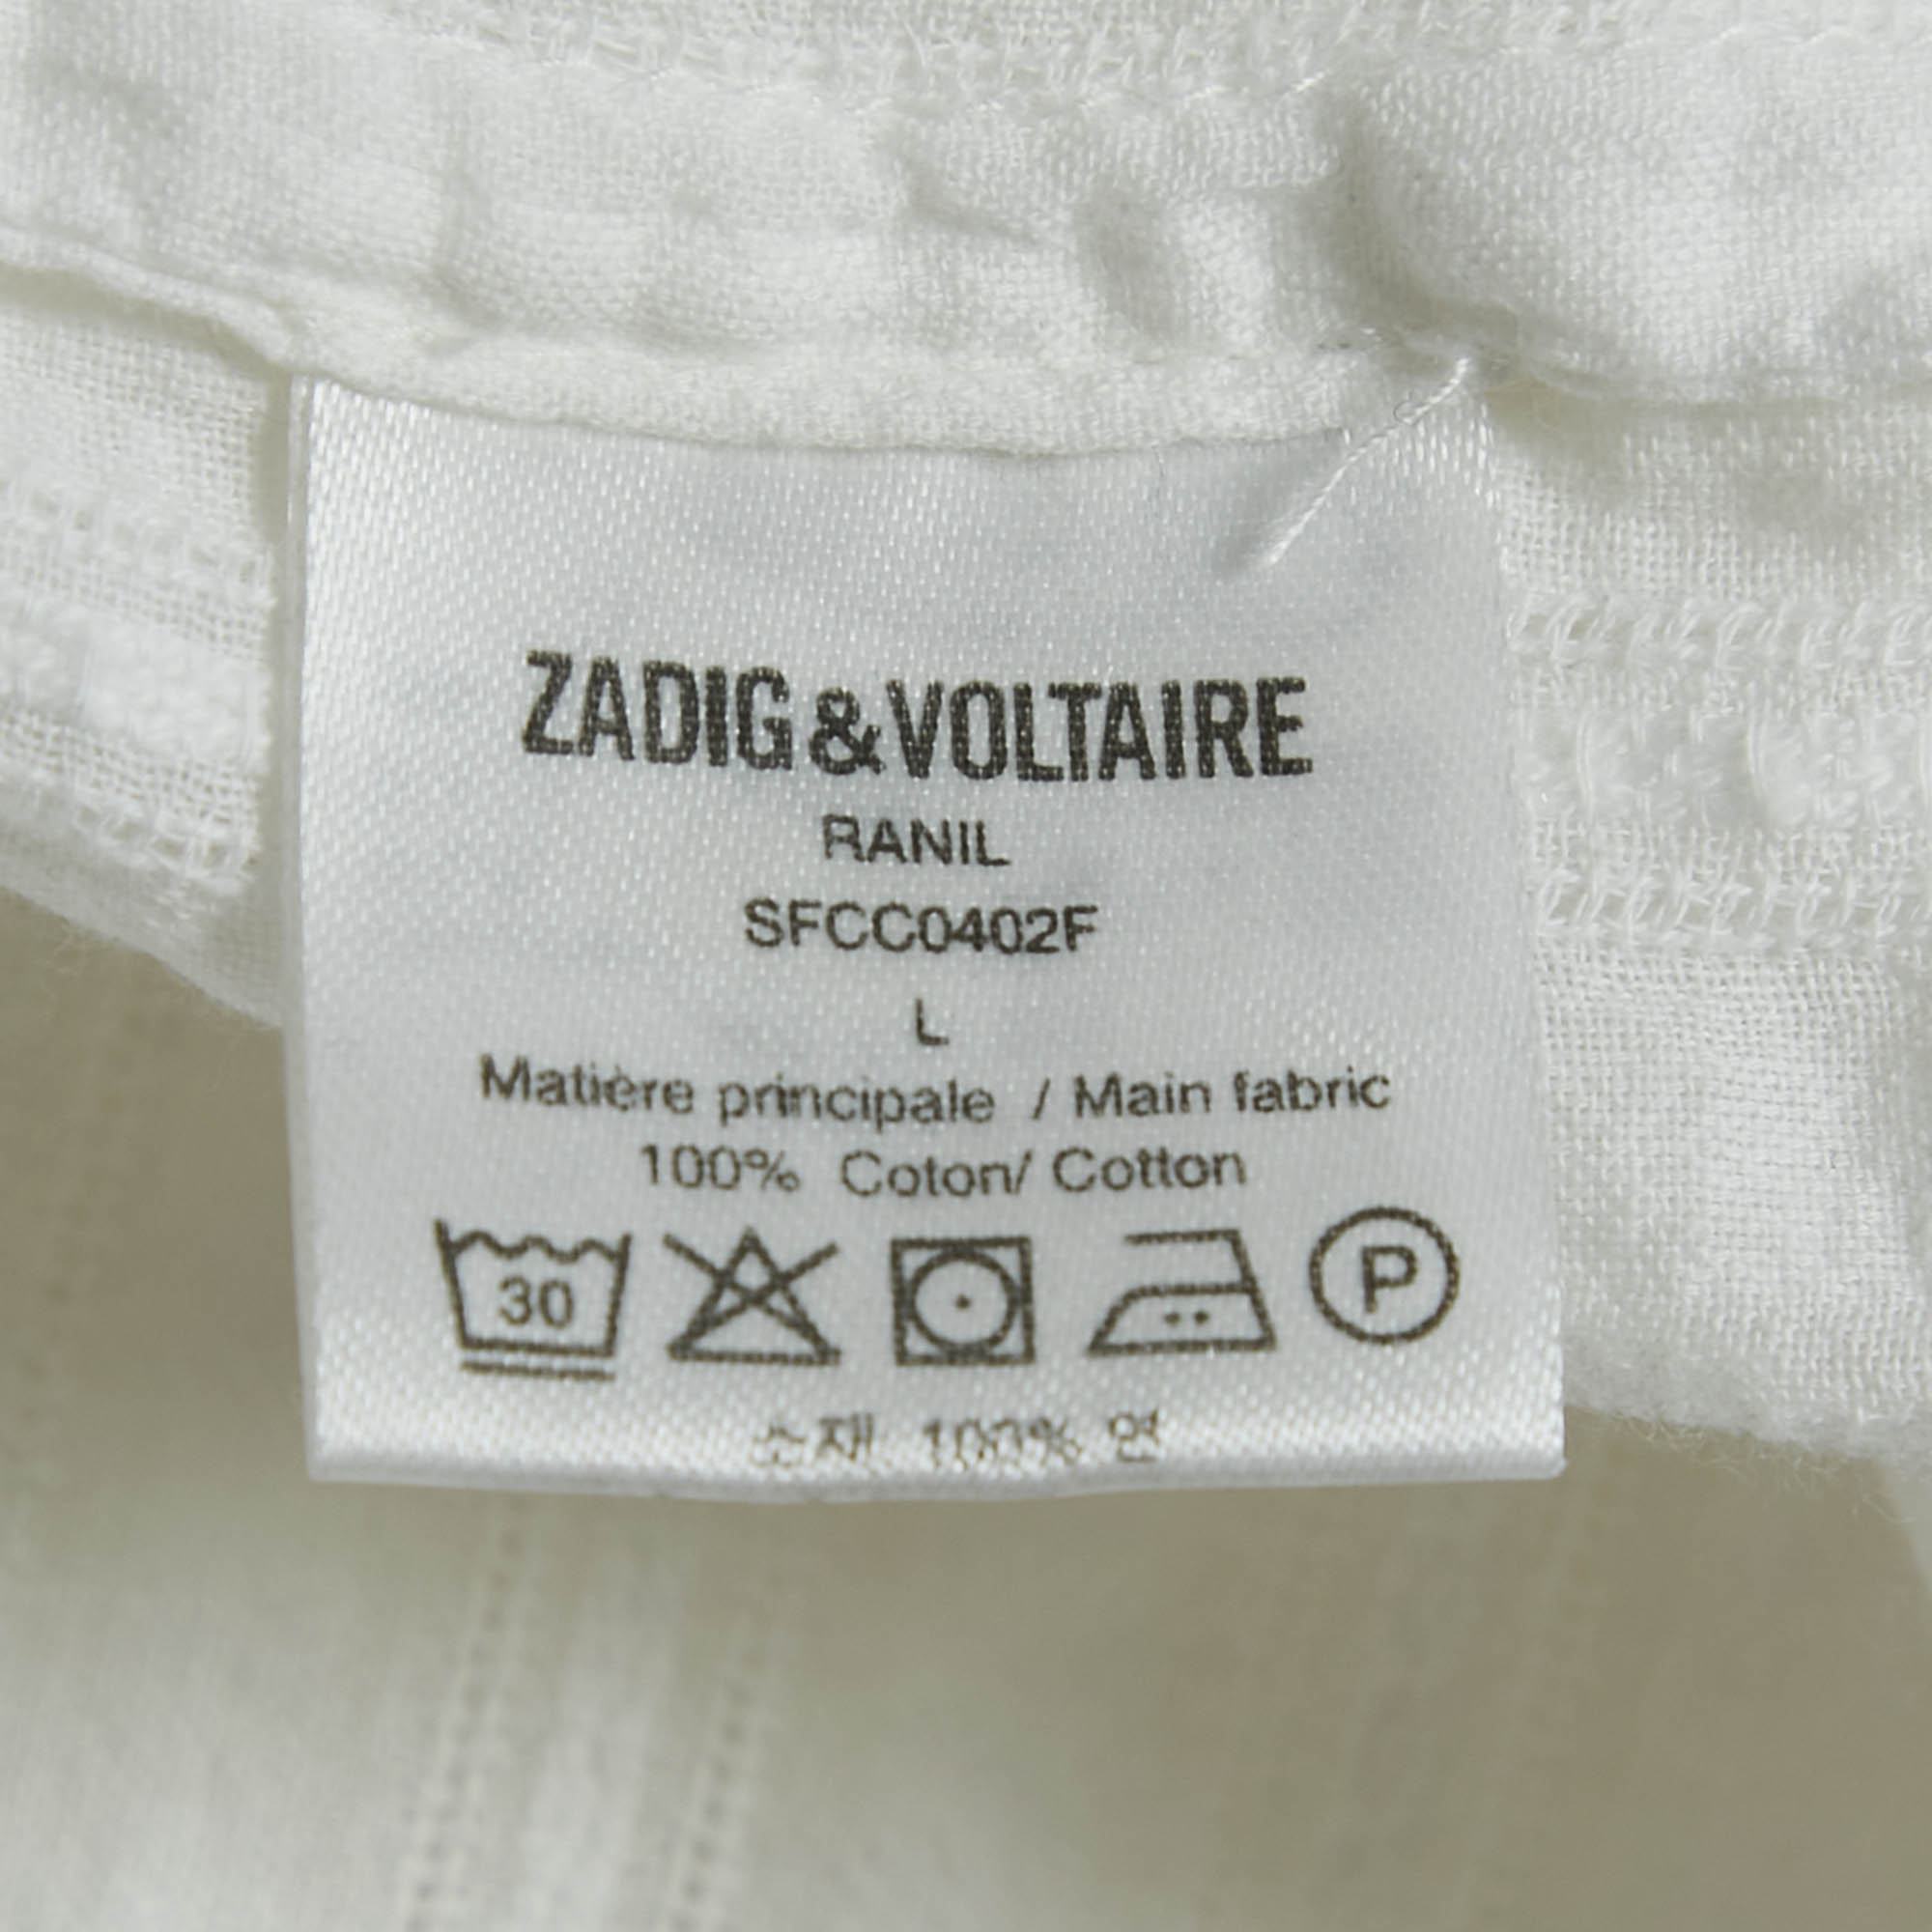 ZADIG&VOLTAIRE
RANIL
SFCC0402F
L
Matière principale / Main fabric
100% Coton/ Cotton
30
P
소재 100% 면